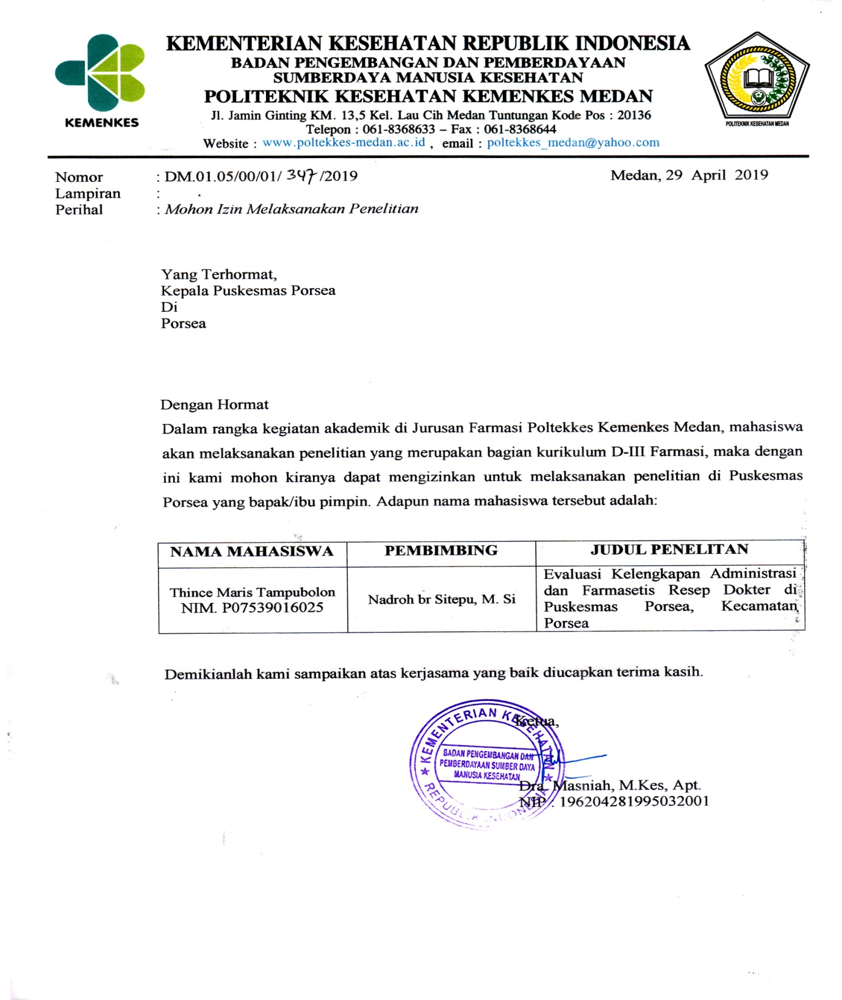 KEMENKES
KEMENTERIAN KESEHATAN REPUBLIK INDONESIA
BADAN PENGEMBANGAN DAN PEMBERDAYAAN
SUMBERDAYA MANUSIA KESEHATAN
POLITEKNIK KESEHATAN KEMENKES MEDAN
Jl. Jamin Ginting KM. 13,5 Kel. Lau Cih Medan Tuntungan Kode Pos : 20136
Telepon : 061-8368633 – Fax : 061-8368644
Website : www.poltekkes-medan.ac.id , email : poltekkes_medan@yahoo.com
POLITEKNIK KESEHATAN MEDAN
Nomor : DM.01.05/00/01/ 347 /2019 Medan, 29 April 2019
Lampiran :
Perihal : Mohon Izin Melaksanakan Penelitian
Yang Terhormat,
Kepala Puskesmas Porsea
Di
Porsea
Dengan Hormat
Dalam rangka kegiatan akademik di Jurusan Farmasi Poltekkes Kemenkes Medan, mahasiswa
akan melaksanakan penelitian yang merupakan bagian kurikulum D-III Farmasi, maka dengan
ini kami mohon kiranya dapat mengizinkan untuk melaksanakan penelitian di Puskesmas
Porsea yang bapak/ibu pimpin. Adapun nama mahasiswa tersebut adalah:
NAMA MAHASISWA PEMBIMBING JUDUL PENELITAN
Thince Maris Tampubolon
NIM. P07539016025
Nadroh br Sitepu, M. Si
Evaluasi Kelengkapan Administrasi
dan Farmasetis Resep Dokter di
Puskesmas Porsea, Kecamatan
Porsea
Demikianlah kami sampaikan atas kerjasama yang baik diucapkan terima kasih.
Ketua,
KEMENTERIAN KESEHATAN
BADAN PENGEMBANGAN DAN
PEMBERDAYAAN SUMBER DAYA
MANUSIA KESEHATAN
REPUBLIK INDONESIA
Dra. Masniah, M.Kes, Apt.
NIP : 196204281995032001